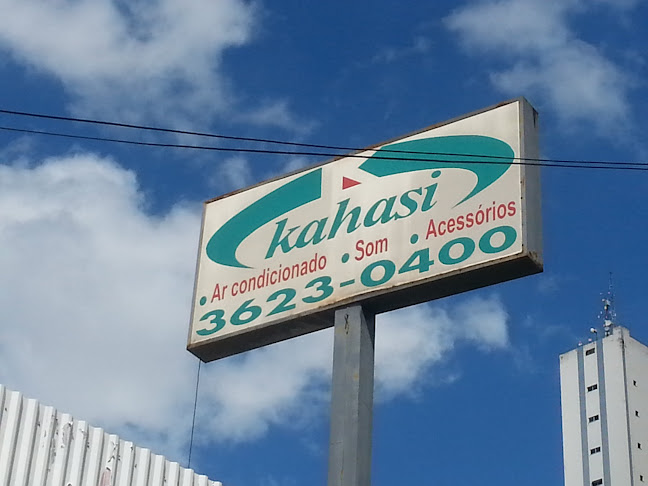 kahasi
• Ar condicionado • Som • Acessórios
3623-0400